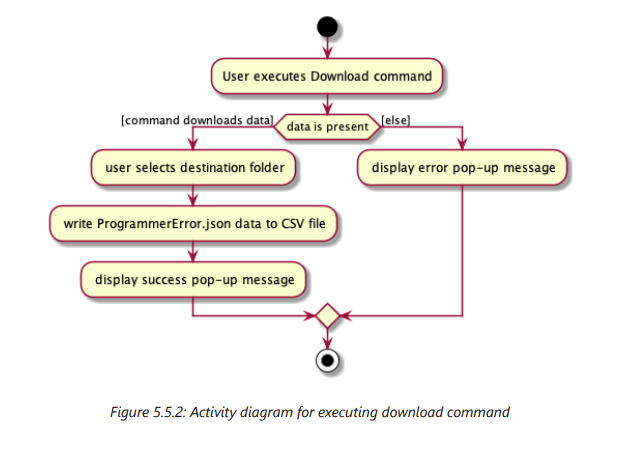 User executes Download command
[command downloads data]
data is present
[else]
user selects destination folder
display error pop-up message
write ProgrammerError.json data to CSV file
display success pop-up message
Figure 5.5.2: Activity diagram for executing download command